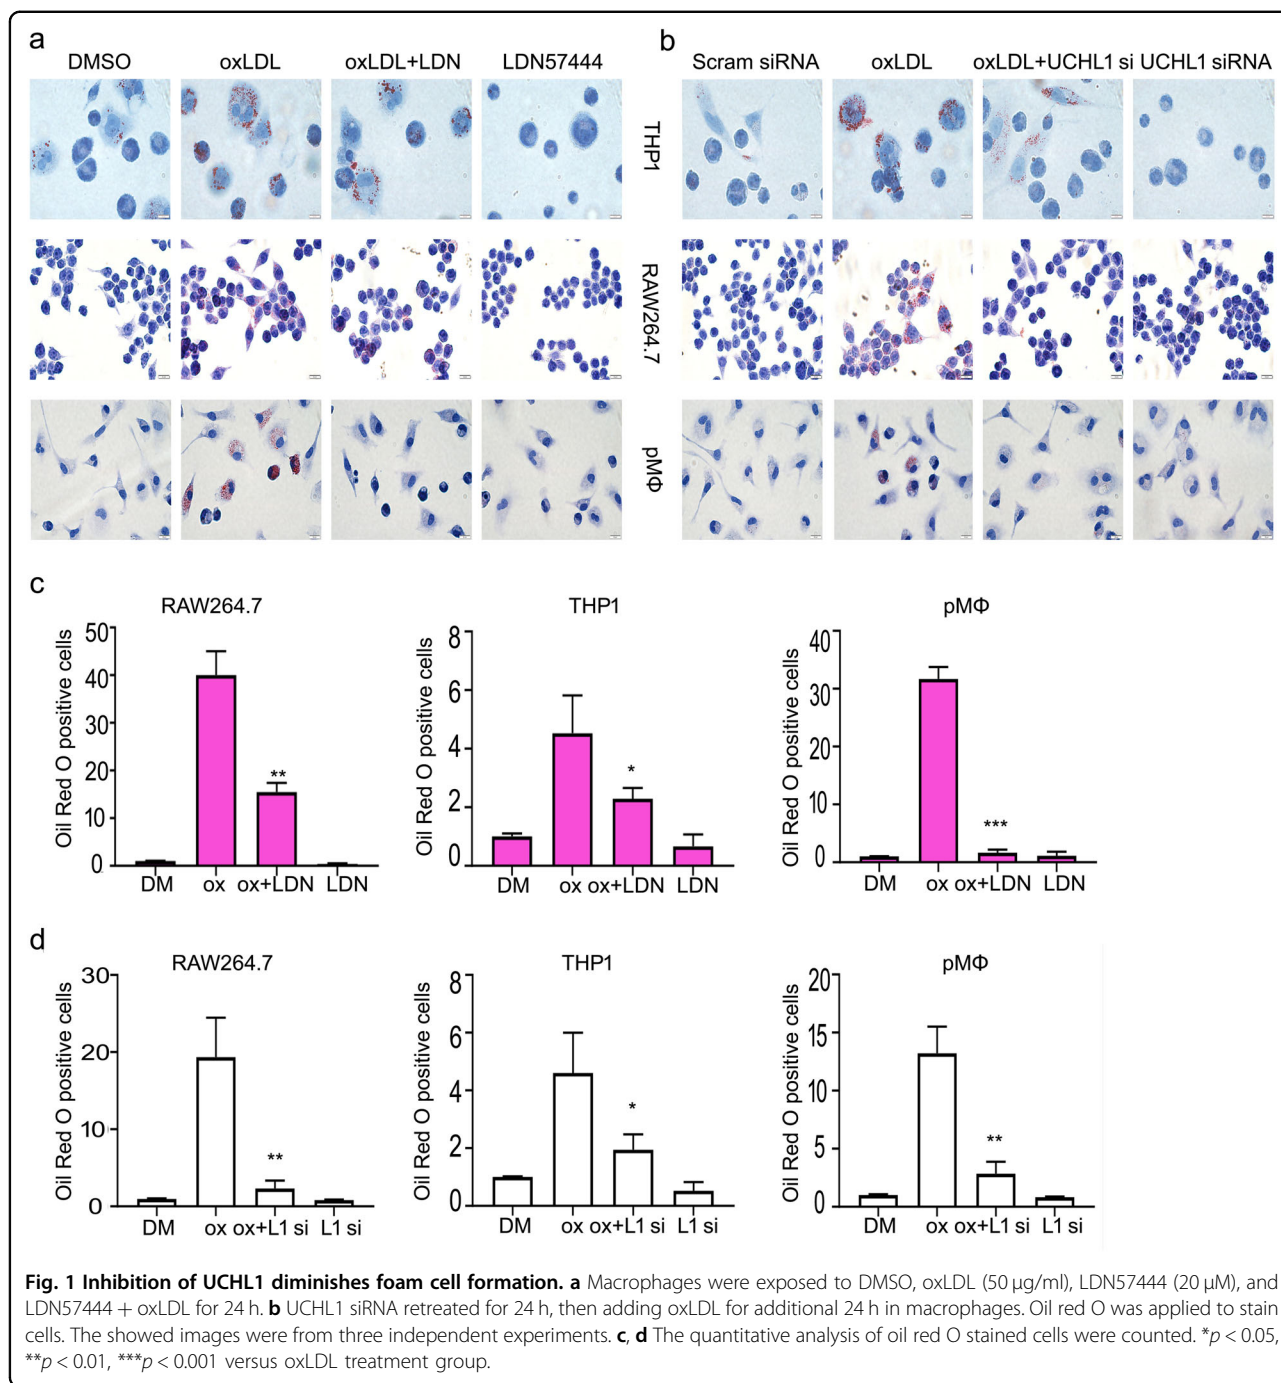 a
DMSO oxLDL oxLDL+LDN LDN57444
b
Scram siRNA oxLDL oxLDL+UCHL1 si UCHL1 siRNA
THP1
RAW264.7
pMΦ
c
RAW264.7
Oil Red O positive cells
50
40
30
20
10
0
**
DM ox ox+LDN LDN
THP1
Oil Red O positive cells
8
6
4
2
0
*
DM ox ox+LDN LDN
pMΦ
Oil Red O positive cells
40
30
20
10
0
***
DM ox ox+LDN LDN
d
RAW264.7
Oil Red O positive cells
30
20
10
0
**
DM ox ox+L1 si L1 si
THP1
Oil Red O positive cells
8
6
4
2
0
*
DM ox ox+L1 si L1 si
pMΦ
Oil Red O positive cells
20
15
10
5
0
**
DM ox ox+L1 si L1 si
Fig. 1 Inhibition of UCHL1 diminishes foam cell formation. a Macrophages were exposed to DMSO, oxLDL (50 μg/ml), LDN57444 (20 μM), and
LDN57444 + oxLDL for 24 h. b UCHL1 siRNA retreated for 24 h, then adding oxLDL for additional 24 h in macrophages. Oil red O was applied to stain
cells. The showed images were from three independent experiments. c, d The quantitative analysis of oil red O stained cells were counted. *p < 0.05,
**p < 0.01, ***p < 0.001 versus oxLDL treatment group.